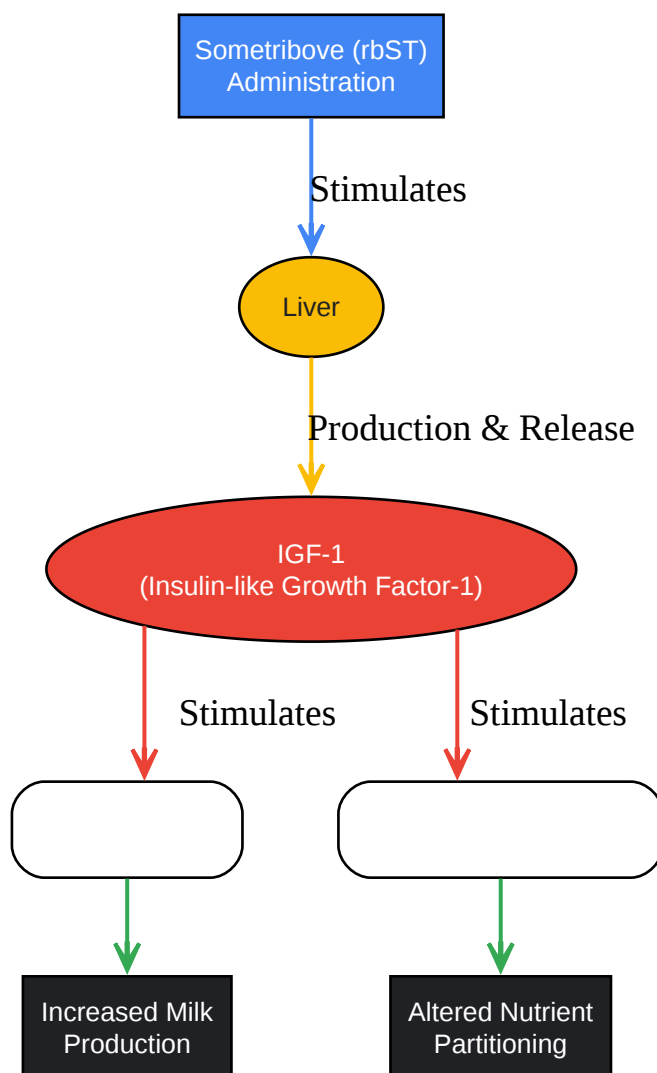 Sometribove (rbST)
Administration
Stimulates
Liver
Production & Release
IGF-1
(Insulin-like Growth Factor-1)
Stimulates
Stimulates
Increased Milk
Production
Altered Nutrient
Partitioning